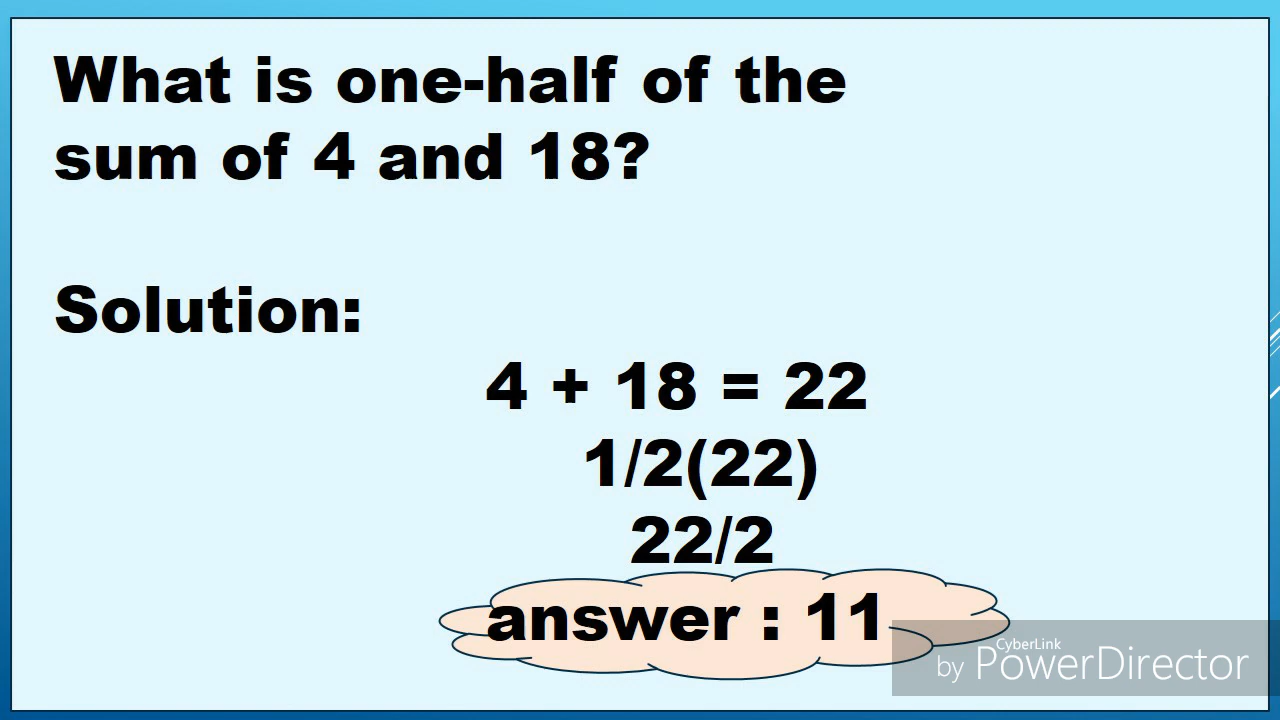 What is one-half of the
sum of 4 and 18?
Solution:
4 + 18 = 22
1/2(22)
22/2
answer : 11
CyberLink
by PowerDirector